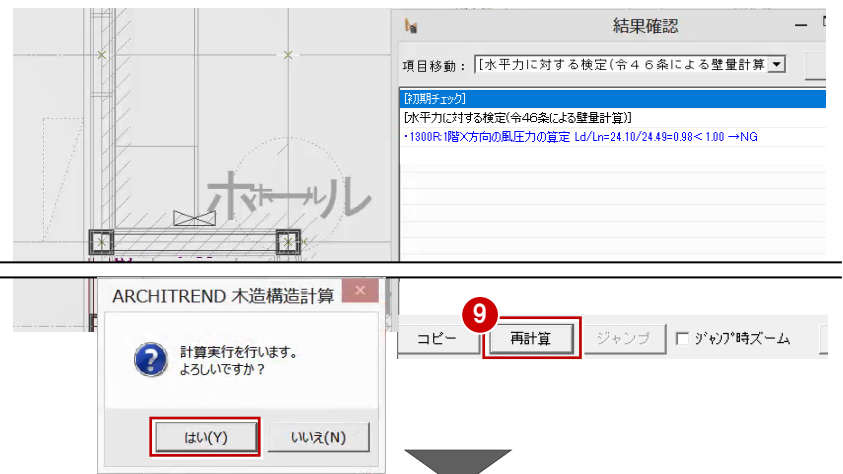 結果確認
項目移動： [水平力に対する検定(令４６条による壁量計算
[初期チェック]
[水平力に対する検定(令46条による壁量計算)]
・1300R:1階X方向の風圧力の算定 Ld/Ln=24.10/24.49=0.98< 1.00 →NG
ホール
ホール
ARCHITREND 木造構造計算
計算実行を行います。
よろしいですか？
はい(Y)
いいえ(N)
9
コピー
再計算
ジャンプ
ｼﾞｬﾝﾌﾟ時ズーム